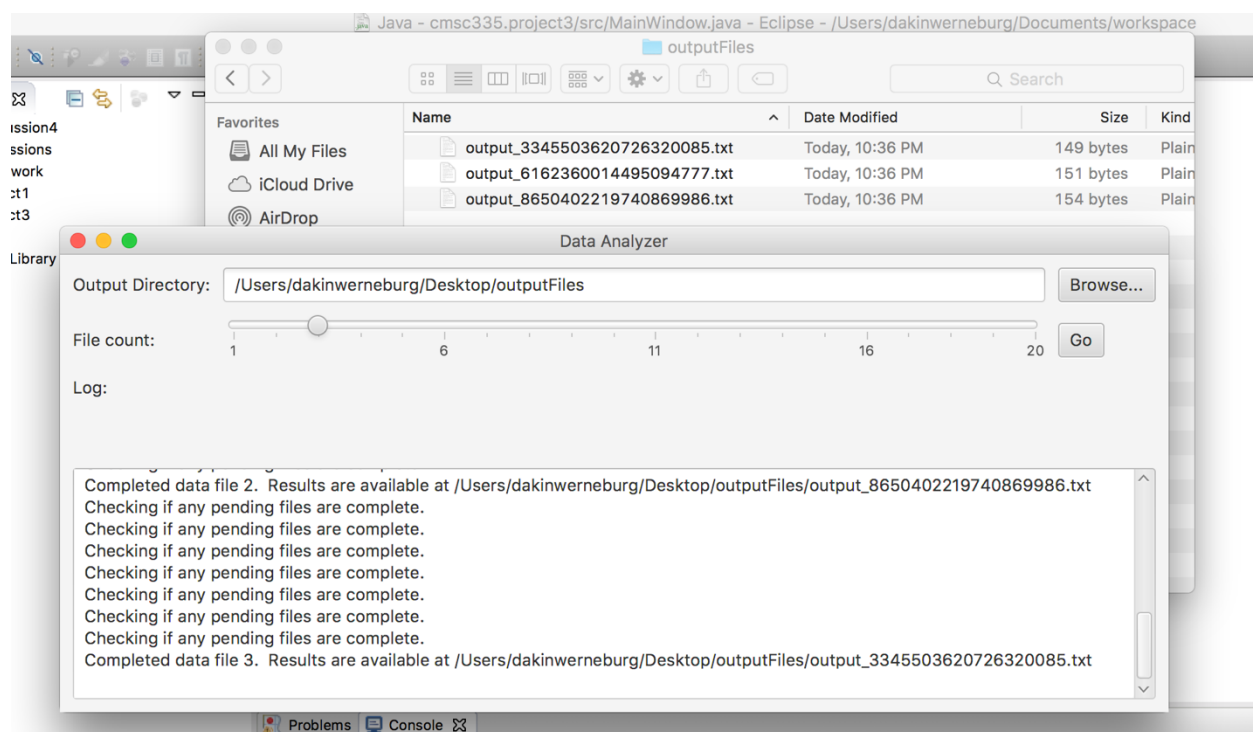 Java - cmsc335.project3/src/MainWindow.java - Eclipse - /Users/dakinwerneburg/Documents/workspace
outputFiles
Search
ssion4
ssions
work
ct1
ct3
Library
Favorites
All My Files
iCloud Drive
AirDrop
Name Date Modified Size Kind
output_3345503620726320085.txt Today, 10:36 PM 149 bytes Plain
output_6162360014495094777.txt Today, 10:36 PM 151 bytes Plain
output_8650402219740869986.txt Today, 10:36 PM 154 bytes Plain
Data Analyzer
Output Directory: /Users/dakinwerneburg/Desktop/outputFiles Browse...
File count: Go
1 6 11 16 20
Log:
Completed data file 2.  Results are available at /Users/dakinwerneburg/Desktop/outputFiles/output_8650402219740869986.txt
Checking if any pending files are complete.
Checking if any pending files are complete.
Checking if any pending files are complete.
Checking if any pending files are complete.
Checking if any pending files are complete.
Checking if any pending files are complete.
Checking if any pending files are complete.
Completed data file 3.  Results are available at /Users/dakinwerneburg/Desktop/outputFiles/output_3345503620726320085.txt
Problems Console